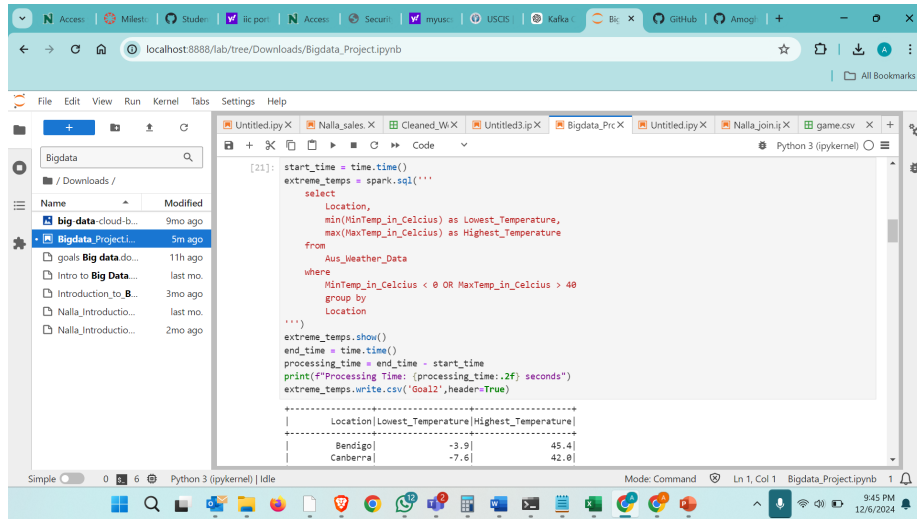 Access
Milest
Studen
iic port
Access
Securit
myusc
USCIS |
Kafka C
Big
GitHub
Amogh
localhost:8888/lab/tree/Downloads/Bigdata_Project.ipynb
A
All Bookmarks
File Edit View Run Kernel Tabs Settings Help
Untitled.ipy
Nalla_sales.
Cleaned_W
Untitled3.ip
Bigdata_Prc
Untitled.ipy
Nalla_join.ip
game.csv
Code
Python 3 (ipykernel)
Bigdata
/ Downloads /
Name Modified
big-data-cloud-b... 9mo ago
Bigdata_Project.i... 5m ago
goals Big data.do... 11h ago
Intro to Big Data.... last mo.
Introduction_to_B... 3mo ago
Nalla_Introductio... last mo.
Nalla_Introductio... 2mo ago
[21]: start_time = time.time()
extreme_temps = spark.sql('''
select
Location,
min(MinTemp_in_Celcius) as Lowest_Temperature,
max(MaxTemp_in_Celcius) as Highest_Temperature
from
Aus_Weather_Data
where
MinTemp_in_Celcius < 0 OR MaxTemp_in_Celcius > 40
group by
Location
''')
extreme_temps.show()
end_time = time.time()
processing_time = end_time - start_time
print(f"Processing Time: {processing_time:.2f} seconds")
extreme_temps.write.csv('Goal2',header=True)
+---------------+------------------+-------------------+
| Location|Lowest_Temperature|Highest_Temperature|
+---------------+------------------+-------------------+
| Bendigo| -3.9| 45.4|
| Canberra| -7.6| 42.0|
Simple 0 6 Python 3 (ipykernel) | Idle Mode: Command Ln 1, Col 1 Bigdata_Project.ipynb 1
12
9:45 PM
12/6/2024